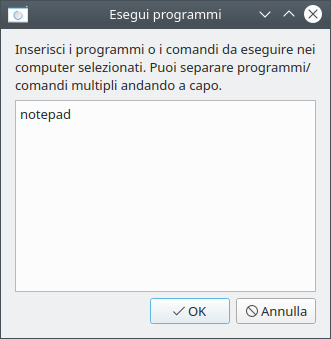 Esegui programmi
Inserisci i programmi o i comandi da eseguire nei
computer selezionati. Puoi separare programmi/
comandi multipli andando a capo.
notepad
OK
Annulla